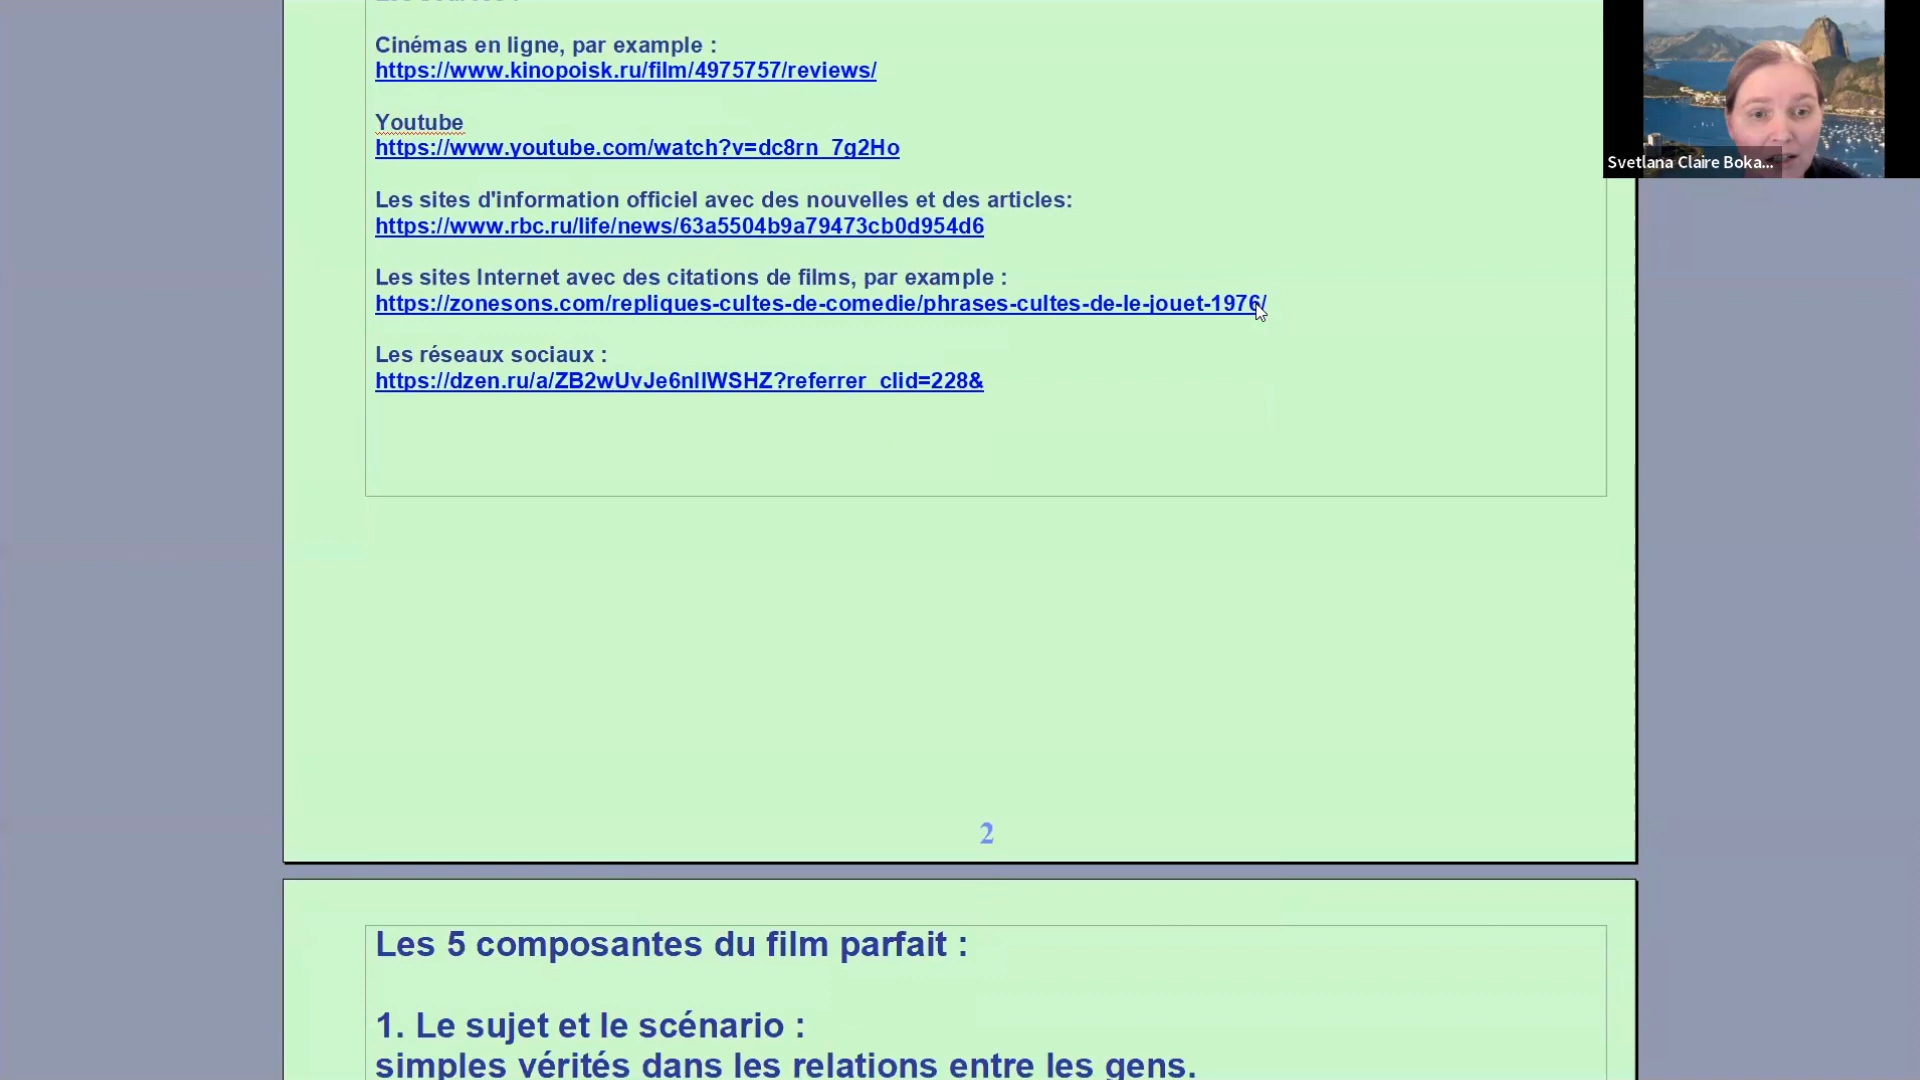 Cinémas en ligne, par example :
https://www.kinopoisk.ru/film/4975757/reviews/
Youtube
https://www.youtube.com/watch?v=dc8rn_7g2Ho
Les sites d'information officiel avec des nouvelles et des articles:
https://www.rbc.ru/life/news/63a5504b9a79473cb0d954d6
Les sites Internet avec des citations de films, par example :
https://zonesons.com/repliques-cultes-de-comedie/phrases-cultes-de-le-jouet-1976/
Les réseaux sociaux :
https://dzen.ru/a/ZB2wUvJe6nIIWSHZ?referrer_clid=228&
2
Les 5 composantes du film parfait :
1. Le sujet et le scénario :
simples vérités dans les relations entre les gens.
Svetlana Claire Boka...